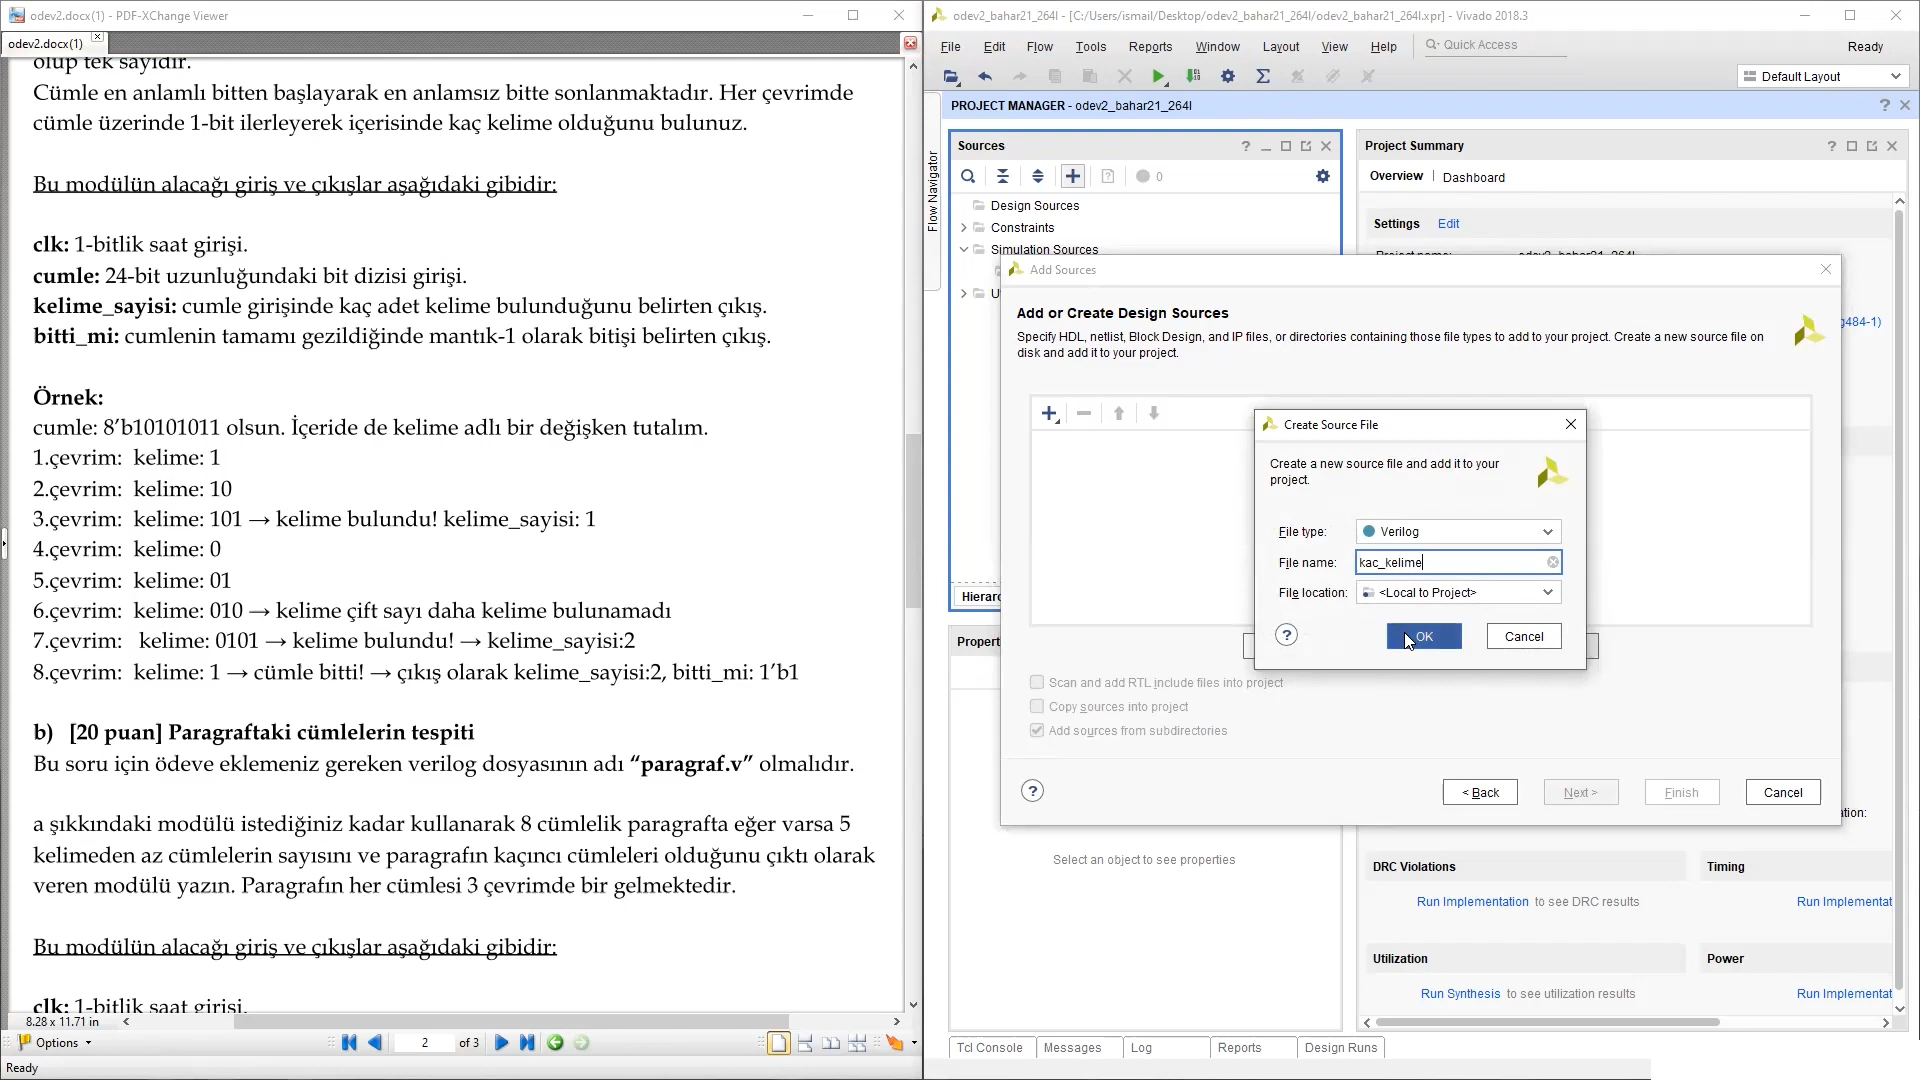 odev2.docx(1) - PDF-XChange Viewer
odev2.docx(1)
olup tek sayıdır.
Cümle en anlamlı bitten başlayarak en anlamsız bitte sonlanmaktadır. Her çevrimde
cümle üzerinde 1-bit ilerleyerek içerisinde kaç kelime olduğunu bulunuz.
Bu modülün alacağı giriş ve çıkışlar aşağıdaki gibidir:
clk: 1-bitlik saat girişi.
cumle: 24-bit uzunluğundaki bit dizisi girişi.
kelime_sayisi: cumle girişinde kaç adet kelime bulunduğunu belirten çıkış.
bitti_mi: cumlenin tamamı gezildiğinde mantık-1 olarak bitişi belirten çıkış.
Örnek:
cumle: 8’b10101011 olsun. İçeride de kelime adlı bir değişken tutalım.
1.çevrim: kelime: 1
2.çevrim: kelime: 10
3.çevrim: kelime: 101 → kelime bulundu! kelime_sayisi: 1
4.çevrim: kelime: 0
5.çevrim: kelime: 01
6.çevrim: kelime: 010 → kelime çift sayı daha kelime bulunamadı
7.çevrim: kelime: 0101 → kelime bulundu! → kelime_sayisi:2
8.çevrim: kelime: 1 → cümle bitti! → çıkış olarak kelime_sayisi:2, bitti_mi: 1’b1
b) [20 puan] Paragraftaki cümlelerin tespiti
Bu soru için ödeve eklemeniz gereken verilog dosyasının adı “paragraf.v” olmalıdır.
a şıkkındaki modülü istediğiniz kadar kullanarak 8 cümlelik paragrafta eğer varsa 5
kelimeden az cümlelerin sayısını ve paragrafın kaçıncı cümleleri olduğunu çıktı olarak
veren modülü yazın. Paragrafın her cümlesi 3 çevrimde bir gelmektedir.
Bu modülün alacağı giriş ve çıkışlar aşağıdaki gibidir:
clk: 1-bitlik saat girişi.
8.28 x 11.71 in
Options
2 of 3
Ready
odev2_bahar21_264l - [C:/Users/ismail/Desktop/odev2_bahar21_264l/odev2_bahar21_264l.xpr] - Vivado 2018.3
File Edit Flow Tools Reports Window Layout View Help Quick Access Ready
Default Layout
PROJECT MANAGER - odev2_bahar21_264l
Flow Navigator
Sources
0
Design Sources
Constraints
Simulation Sources
U
Hierarc
Propert
Select an object to see properties
Project Summary
Overview Dashboard
Settings Edit
Project name: odev2_bahar21_264l
g484-1)
ation:
DRC Violations
Run Implementation to see DRC results
Timing
Run Implementat
Utilization
Run Synthesis to see utilization results
Power
Run Implementat
Tcl Console Messages Log Reports Design Runs
Add Sources
Add or Create Design Sources
Specify HDL, netlist, Block Design, and IP files, or directories containing those file types to add to your project. Create a new source file on
disk and add it to your project.
Scan and add RTL include files into project
Copy sources into project
Add sources from subdirectories
< Back Next > Finish Cancel
Create Source File
Create a new source file and add it to your
project.
File type: Verilog
File name: kac_kelime
File location: <Local to Project>
OK Cancel